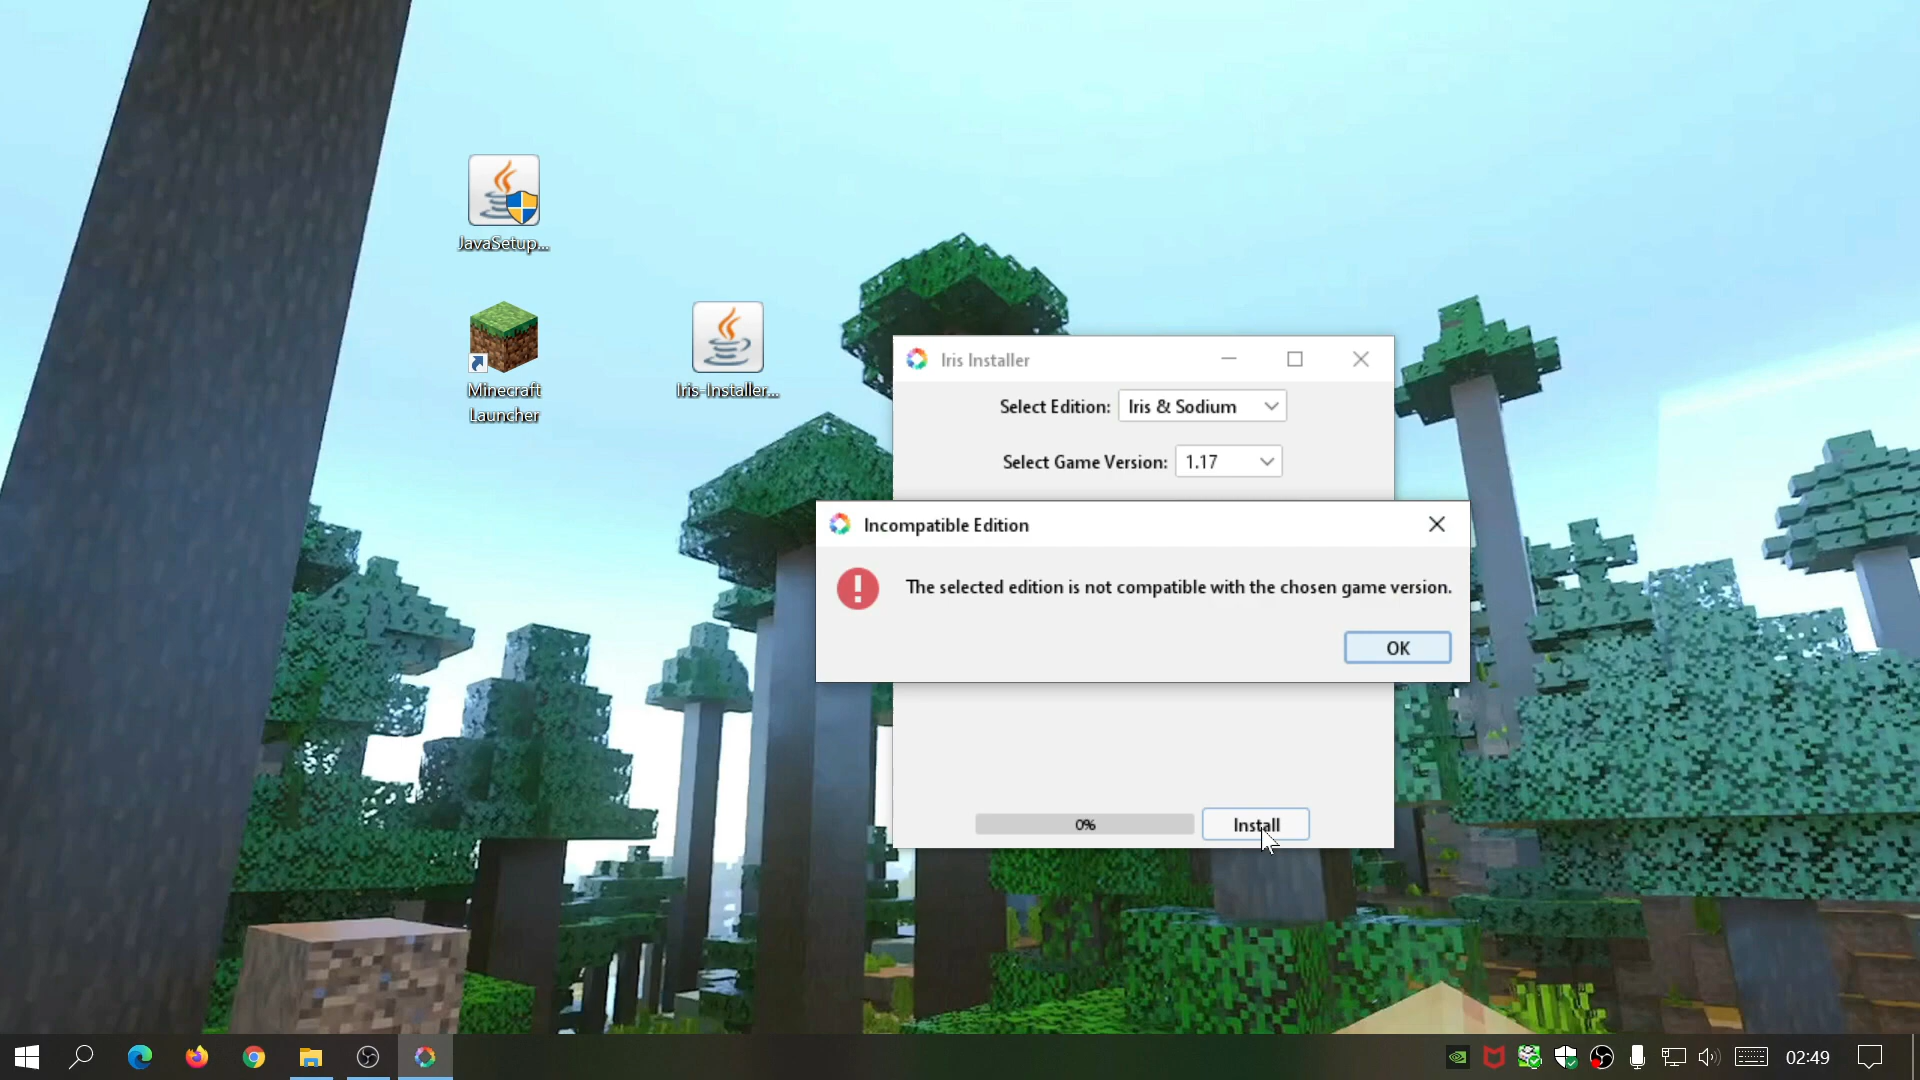 JavaSetup...
Minecraft
Launcher
Iris-Installer...
Iris Installer
Select Edition: Iris & Sodium
Select Game Version: 1.17
Incompatible Edition
The selected edition is not compatible with the chosen game version.
OK
0%
Install
02:49